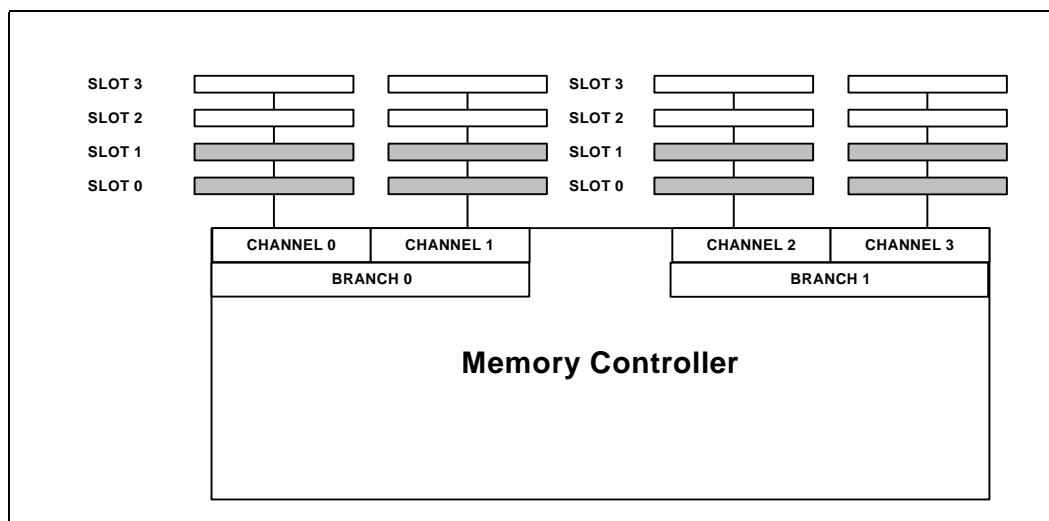 SLOT 3 SLOT 3
SLOT 2 SLOT 2
SLOT 1 SLOT 1
SLOT 0 SLOT 0
CHANNEL 0 CHANNEL 1 CHANNEL 2 CHANNEL 3
BRANCH 0 BRANCH 1
Memory Controller